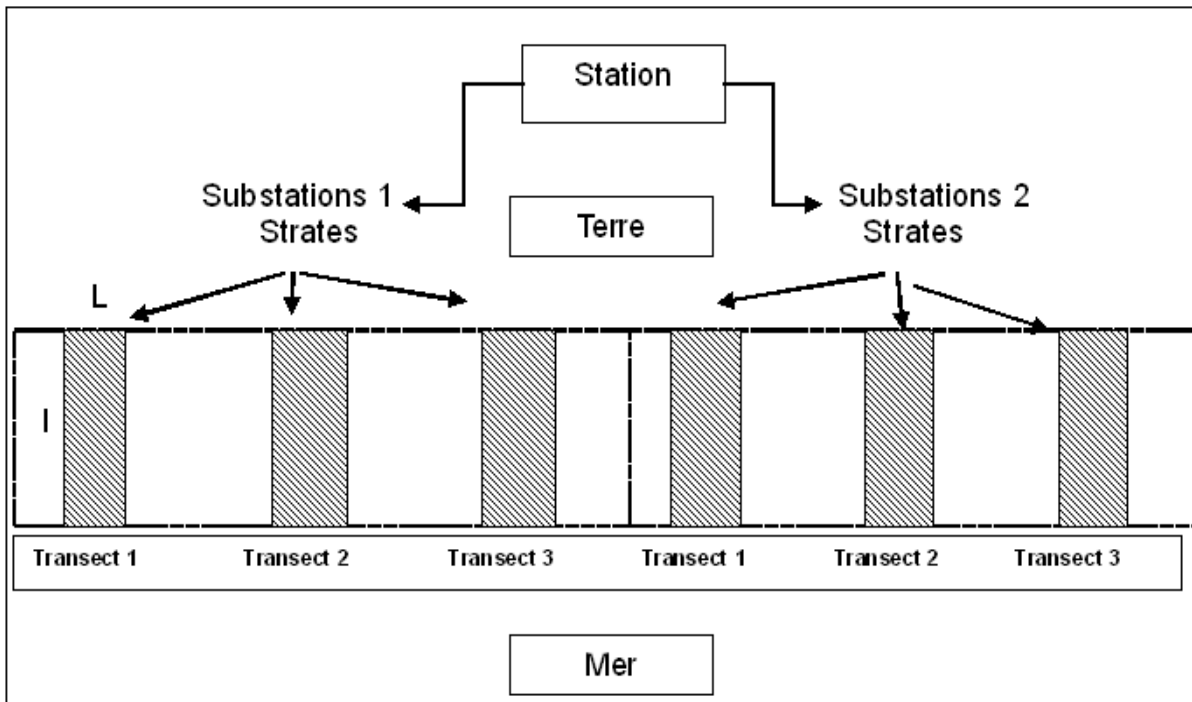 Station
Substations 1
Strates
Terre
Substations 2
Strates
L
l
Transect 1
Transect 2
Transect 3
Transect 1
Transect 2
Transect 3
Mer